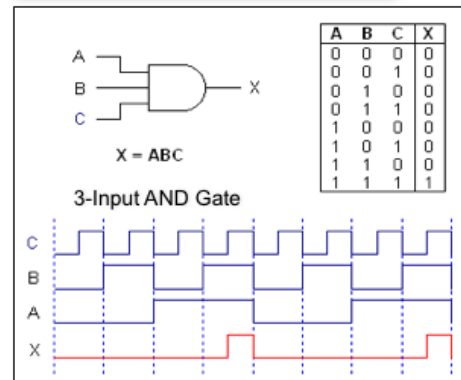 A
B
C
X
X = ABC
3-Input AND Gate
A B C X
0 0 0 0
0 0 1 0
0 1 0 0
0 1 1 0
1 0 0 0
1 0 1 0
1 1 0 0
1 1 1 1
C
B
A
X